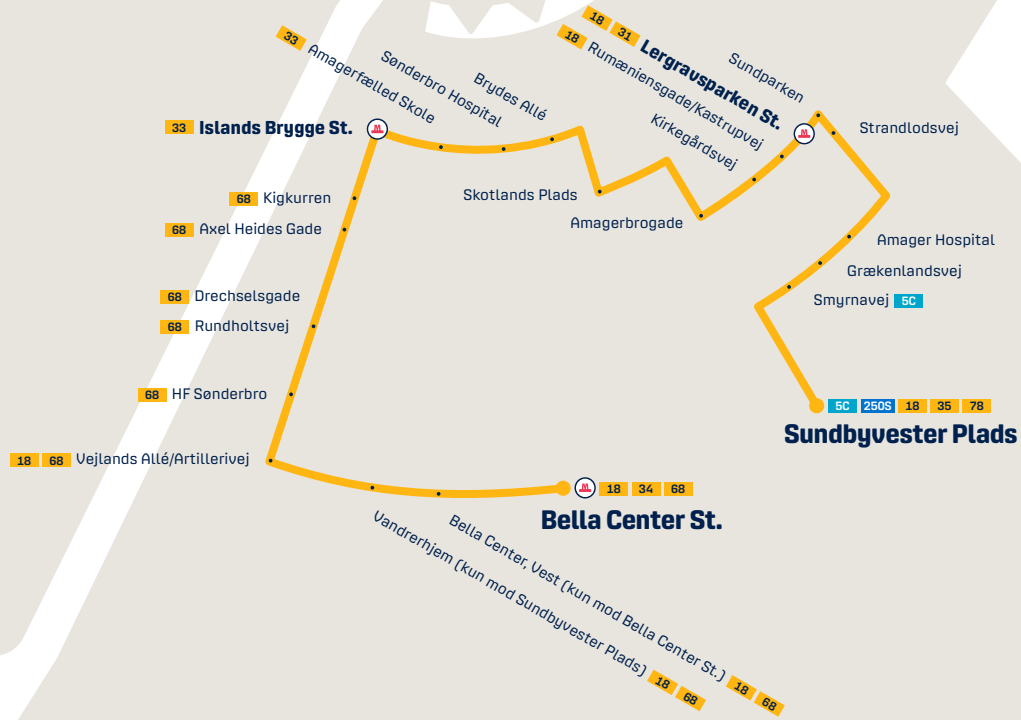 18 31 Lergravsparken St.
18 Rumæniensgade/Kastrupvej
Kirkegårdsvej
Sundparken
33 Amagerfælled Skole
Sønderbro Hospital
Brydes Allé
33 Islands Brygge St.
Strandlodsvej
Skotlands Plads
Amagerbrogade
68 Kigkurren
68 Axel Heides Gade
Amager Hospital
Grækenlandsvej
68 Drechselsgade
Smyrnavej 5C
68 Rundholtsvej
68 HF Sønderbro
5C 250S 18 35 78
Sundbyvester Plads
18 68 Vejlands Allé/Artillerivej
18 34 68
Bella Center St.
Bella Center, Vest (kun mod Bella Center St.) 18 68
Vandrerhjem (kun mod Sundbyvester Plads) 18 68